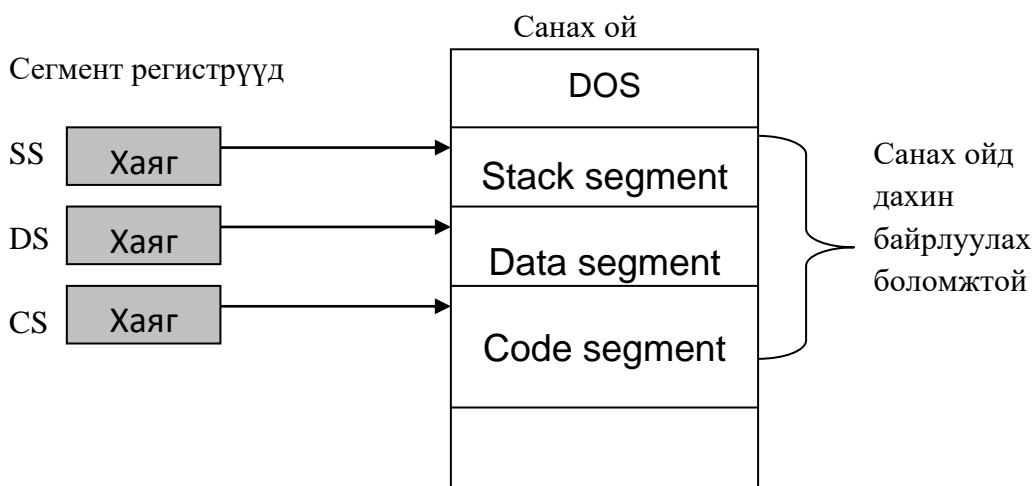 Санах ой
Сегмент регистрүүд
DOS
SS
Хаяг
Stack segment
DS
Хаяг
Data segment
CS
Хаяг
Code segment
Санах ойд
дахин
байрлуулах
боломжтой